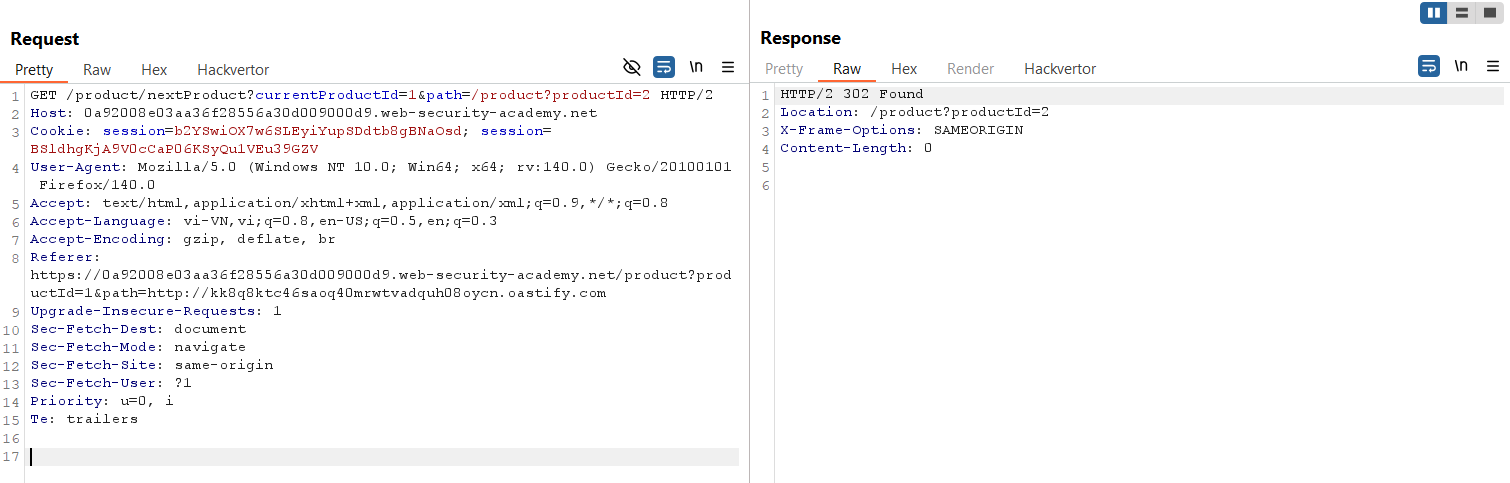 Request
Pretty Raw Hex Hackvertor \n
1 GET /product/nextProduct?currentProductId=1&path=/product?productId=2 HTTP/2
2 Host: 0a92008e03aa36f28556a30d009000d9.web-security-academy.net
3 Cookie: session=b2YSwiOX7w6SLEyiYupSDdtb8gBNaOsd; session=
BSldhgKjA9V0cCaP06KSyQu1VEu39GZV
4 User-Agent: Mozilla/5.0 (Windows NT 10.0; Win64; x64; rv:140.0) Gecko/20100101
Firefox/140.0
5 Accept: text/html,application/xhtml+xml,application/xml;q=0.9,*/*;q=0.8
6 Accept-Language: vi-VN,vi;q=0.8,en-US;q=0.5,en;q=0.3
7 Accept-Encoding: gzip, deflate, br
8 Referer:
https://0a92008e03aa36f28556a30d009000d9.web-security-academy.net/product?prod
uctId=1&path=http://kk8q8ktc46saoq40mrwtvadquh08oycn.oastify.com
9 Upgrade-Insecure-Requests: 1
10 Sec-Fetch-Dest: document
11 Sec-Fetch-Mode: navigate
12 Sec-Fetch-Site: same-origin
13 Sec-Fetch-User: ?1
14 Priority: u=0, i
15 Te: trailers
16
17
Response
Pretty Raw Hex Render Hackvertor \n
1 HTTP/2 302 Found
2 Location: /product?productId=2
3 X-Frame-Options: SAMEORIGIN
4 Content-Length: 0
5
6